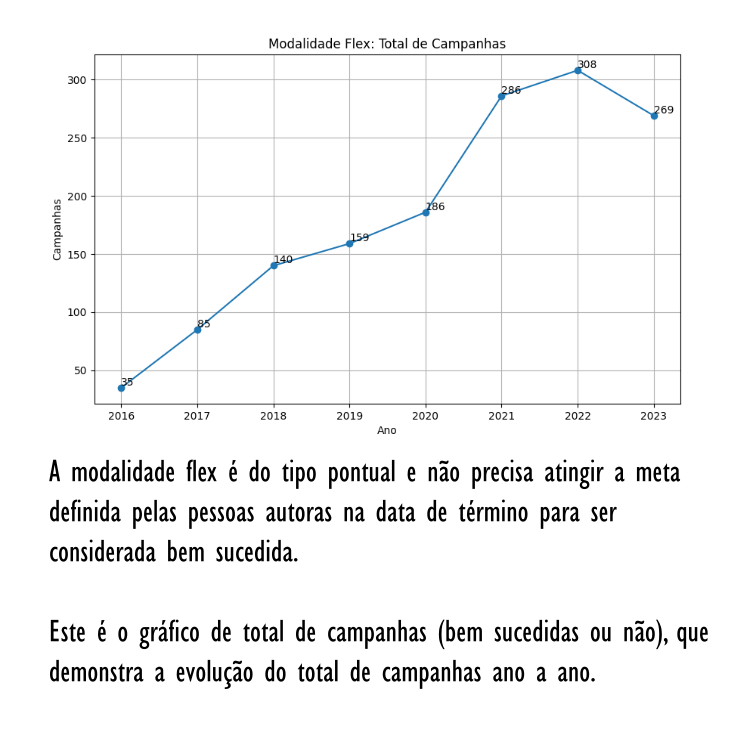 Modalidade Flex: Total de Campanhas
300
250
200
150
100
50
Campanhas
35
85
140
159
186
286
308
269
2016 2017 2018 2019 2020 2021 2022 2023
Ano
A modalidade flex é do tipo pontual e não precisa atingir a meta
definida pelas pessoas autoras na data de término para ser
considerada bem sucedida.
Este é o gráfico de total de campanhas (bem sucedidas ou não), que
demonstra a evolução do total de campanhas ano a ano.